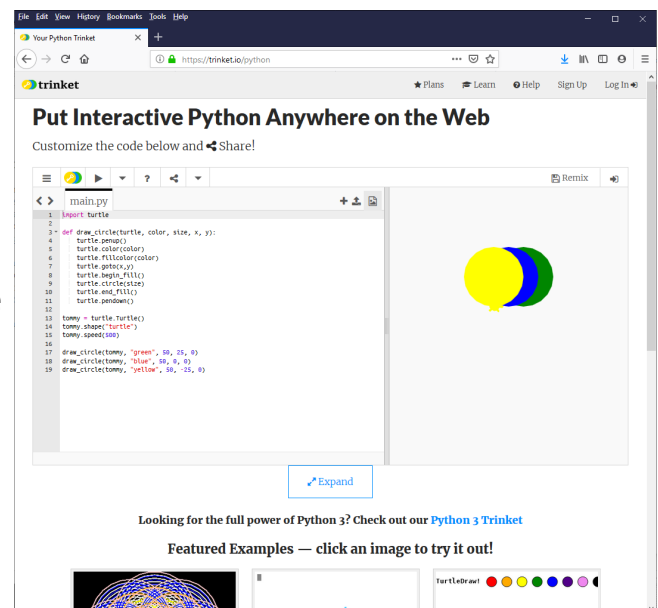 File Edit View History Bookmarks Tools Help
Your Python Trinket
https://trinket.io/python
trinket
Plans Learn Help Sign Up Log In
Put Interactive Python Anywhere on the Web
Customize the code below and Share!
? Remix
main.py
1 import turtle
2
3 def draw_circle(turtle, color, size, x, y):
4 turtle.penup()
5 turtle.color(color)
6 turtle.fillcolor(color)
7 turtle.goto(x,y)
8 turtle.begin_fill()
9 turtle.circle(size)
10 turtle.end_fill()
11 turtle.pendown()
12
13 tommy = turtle.Turtle()
14 tommy.shape("turtle")
15 tommy.speed(500)
16
17 draw_circle(tommy, "green", 50, 25, 0)
18 draw_circle(tommy, "blue", 50, 0, 0)
19 draw_circle(tommy, "yellow", 50, -25, 0)
Expand
Looking for the full power of Python 3? Check out our Python 3 Trinket
Featured Examples — click an image to try it out!
TurtleDraw!